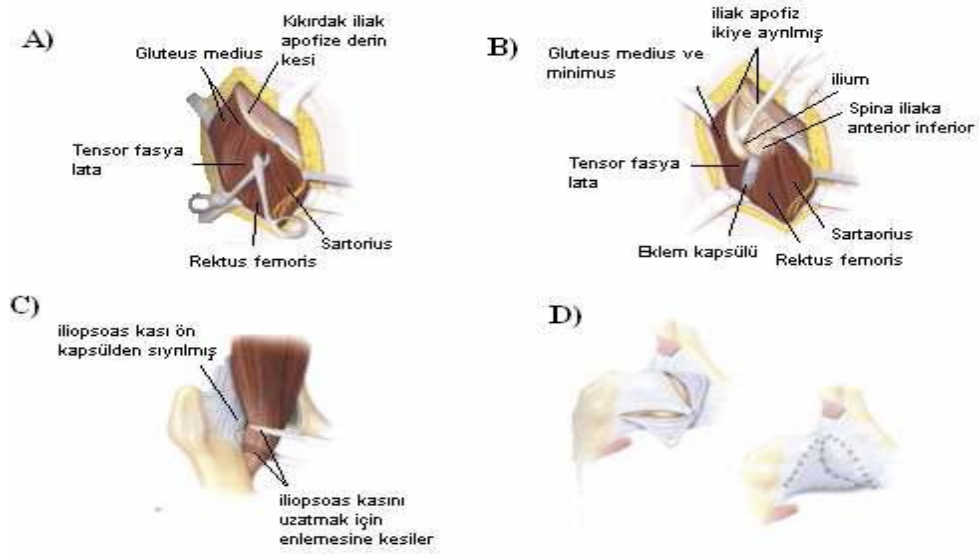 A)
Kıkırdak iliak
apofize derin
kesi
Gluteus medius
Tensor fasya
lata
Sartorius
Rektus femoris
B)
iliak apofiz
ikiye ayrılmış
Gluteus medius ve
minimus
ilium
Spina iliaka
anterior inferior
Tensor fasya
lata
Sartaorius
Eklem kapsülü
Rektus femoris
C)
iliopsoas kası ön
kapsülden sıyrılmış
iliopsoas kasını
uzatmak için
enlemesine kesiler
D)